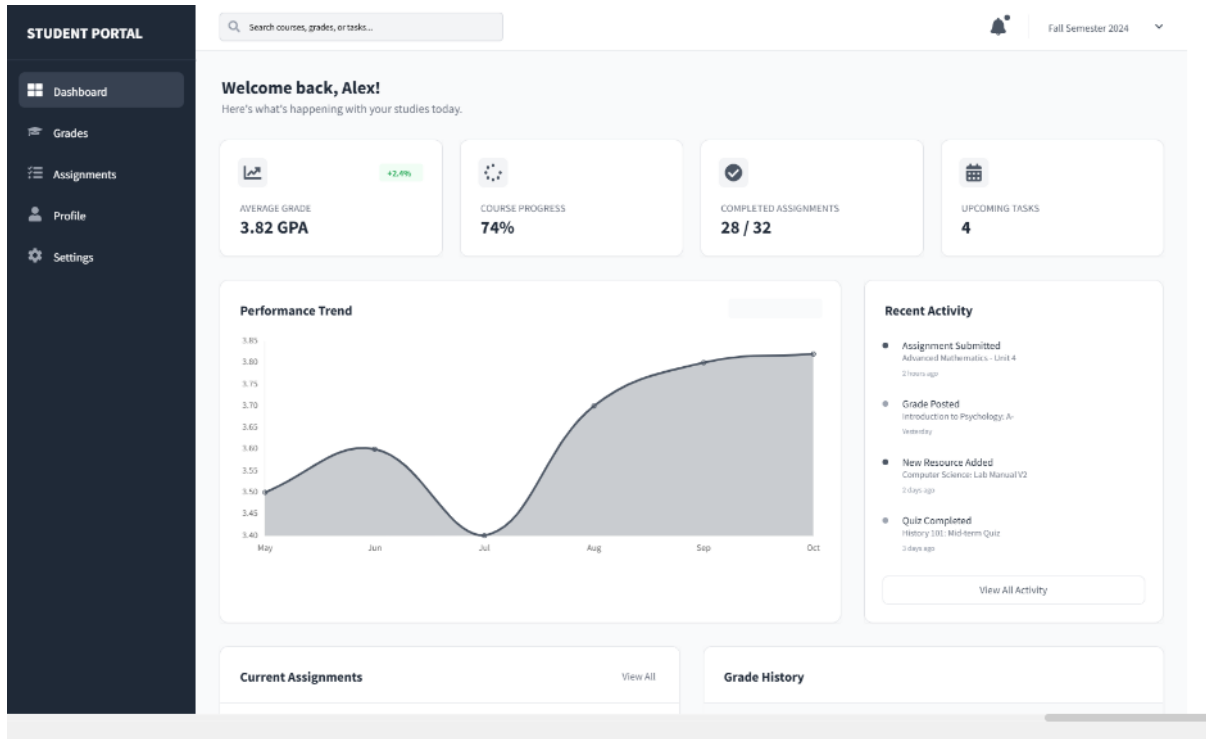 STUDENT PORTAL
Dashboard
Grades
Assignments
Profile
Settings
Search courses, grades, or tasks...
Fall Semester 2024
Welcome back, Alex!
Here's what's happening with your studies today.
+2.4%
AVERAGE GRADE
3.82 GPA
COURSE PROGRESS
74%
COMPLETED ASSIGNMENTS
28 / 32
UPCOMING TASKS
4
Performance Trend
3.85
3.80
3.75
3.70
3.65
3.60
3.55
3.50
3.45
3.40
May Jun Jul Aug Sep Oct
Recent Activity
Assignment Submitted
Advanced Mathematics - Unit 4
2 hours ago
Grade Posted
Introduction to Psychology: A-
Yesterday
New Resource Added
Computer Science: Lab Manual V2
2 days ago
Quiz Completed
History 101: Mid-term Quiz
3 days ago
View All Activity
Current Assignments
View All
Grade History